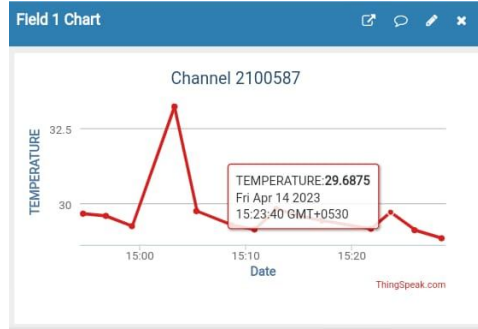 Field 1 Chart
Channel 2100587
TEMPERATURE
32.5
30
TEMPERATURE:29.6875
Fri Apr 14 2023
15:23:40 GMT+0530
15:00 15:10 15:20
Date
ThingSpeak.com